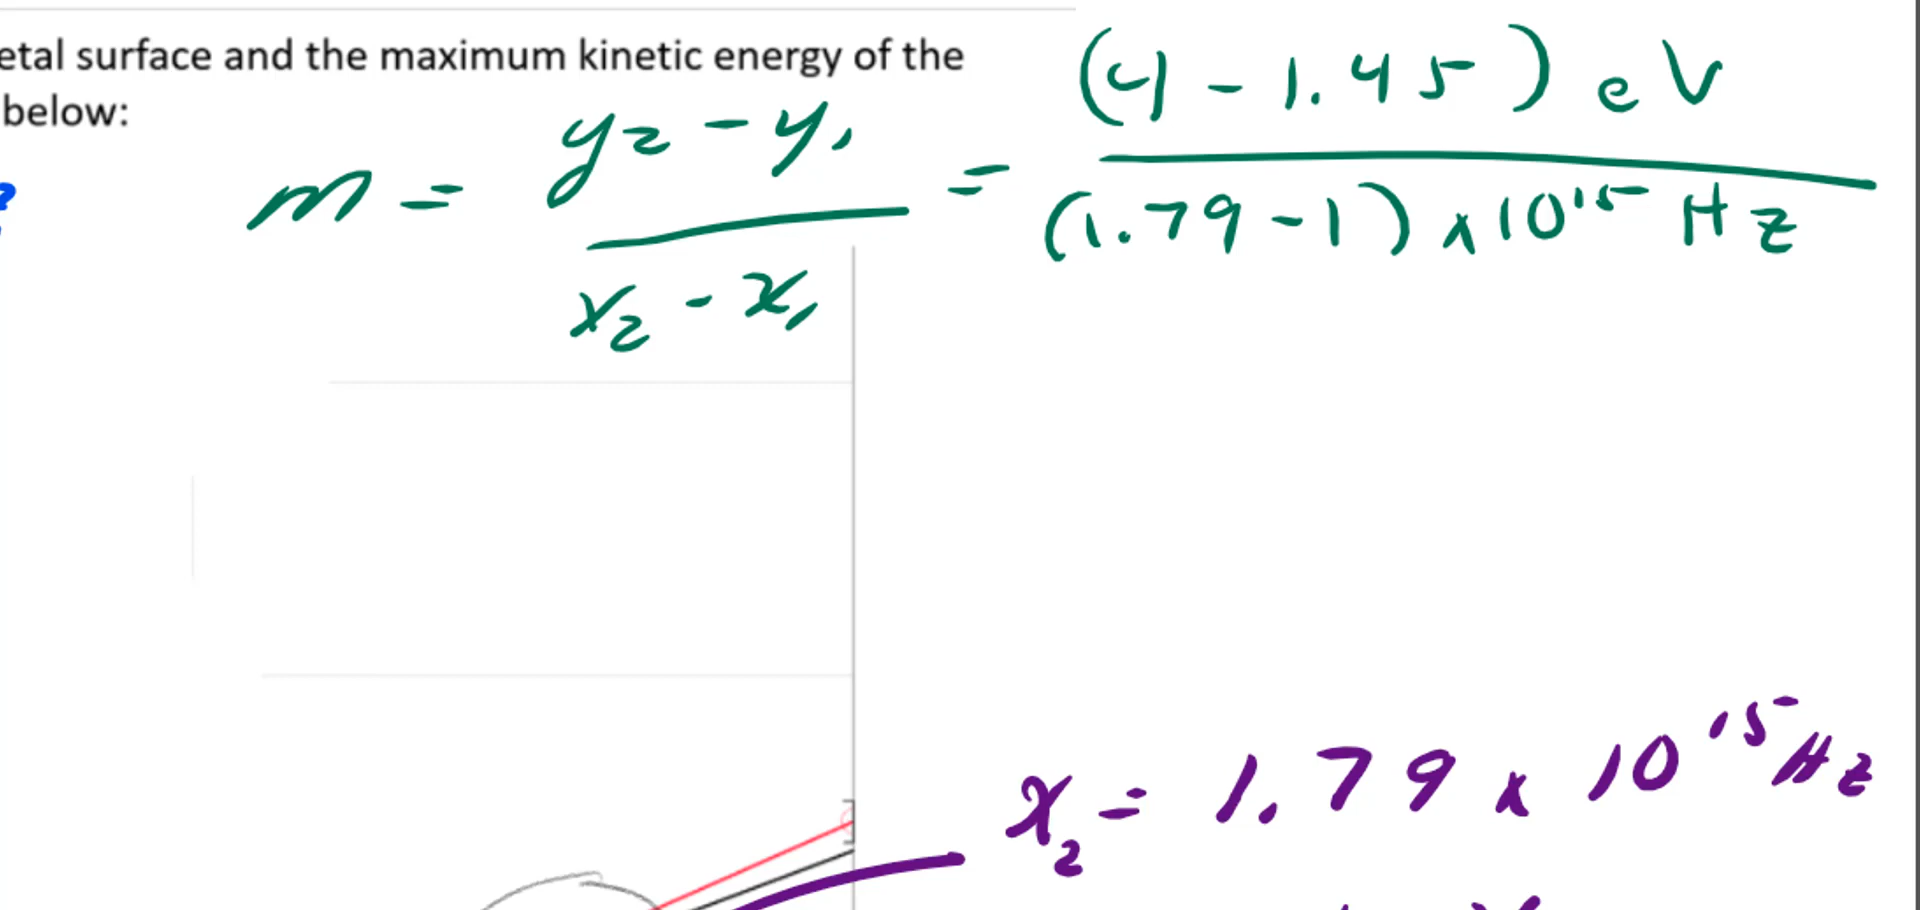 etal surface and the maximum kinetic energy of the
below:
?
m = y2 - y1 / x2 - x1 = (4 - 1.45) eV / (1.79 - 1) x 10^15 Hz
x2 = 1.79 x 10^15 Hz